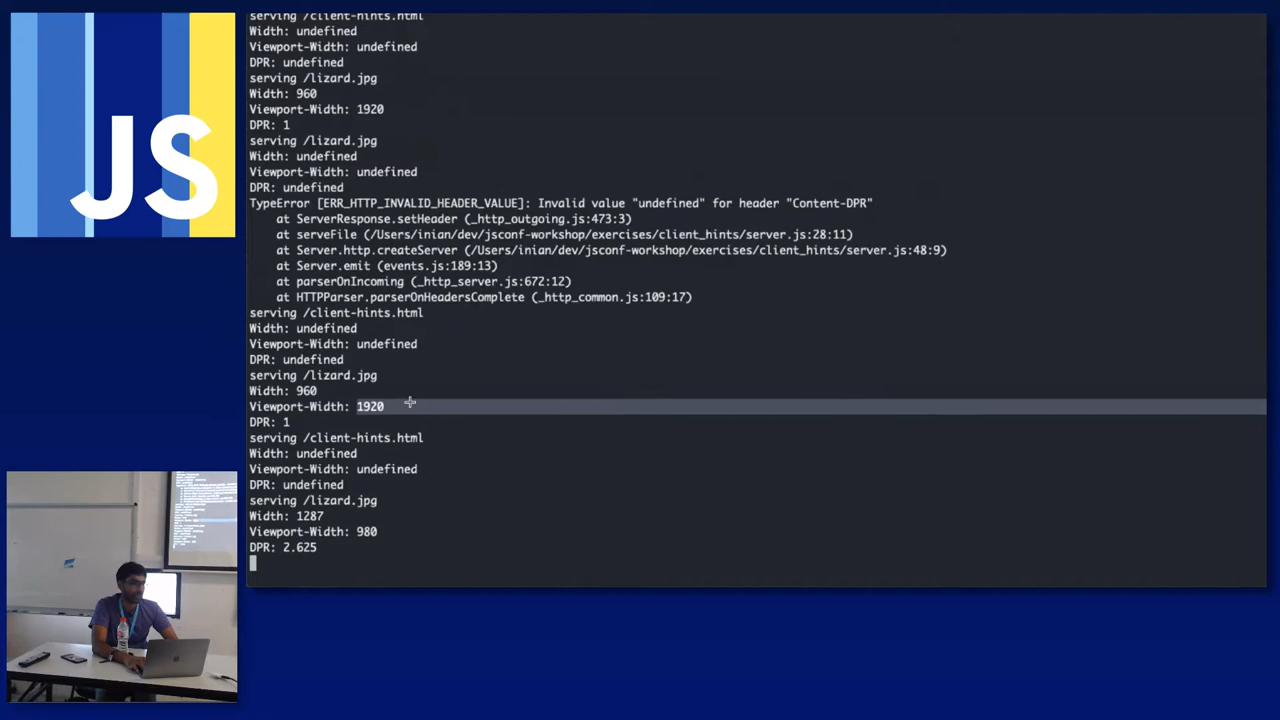 JS
serving /client-hints.html
Width: undefined
Viewport-Width: undefined
DPR: undefined
serving /lizard.jpg
Width: 960
Viewport-Width: 1920
DPR: 1
serving /lizard.jpg
Width: undefined
Viewport-Width: undefined
DPR: undefined
TypeError [ERR_HTTP_INVALID_HEADER_VALUE]: Invalid value "undefined" for header "Content-DPR"
at ServerResponse.setHeader (_http_outgoing.js:473:3)
at serveFile (/Users/inian/dev/jsconf-workshop/exercises/client_hints/server.js:28:11)
at Server.http.createServer (/Users/inian/dev/jsconf-workshop/exercises/client_hints/server.js:48:9)
at Server.emit (events.js:189:13)
at parserOnIncoming (_http_server.js:672:12)
at HTTPParser.parserOnHeadersComplete (_http_common.js:109:17)
serving /client-hints.html
Width: undefined
Viewport-Width: undefined
DPR: undefined
serving /lizard.jpg
Width: 960
Viewport-Width: 1920
DPR: 1
serving /client-hints.html
Width: undefined
Viewport-Width: undefined
DPR: undefined
serving /lizard.jpg
Width: 1287
Viewport-Width: 980
DPR: 2.625